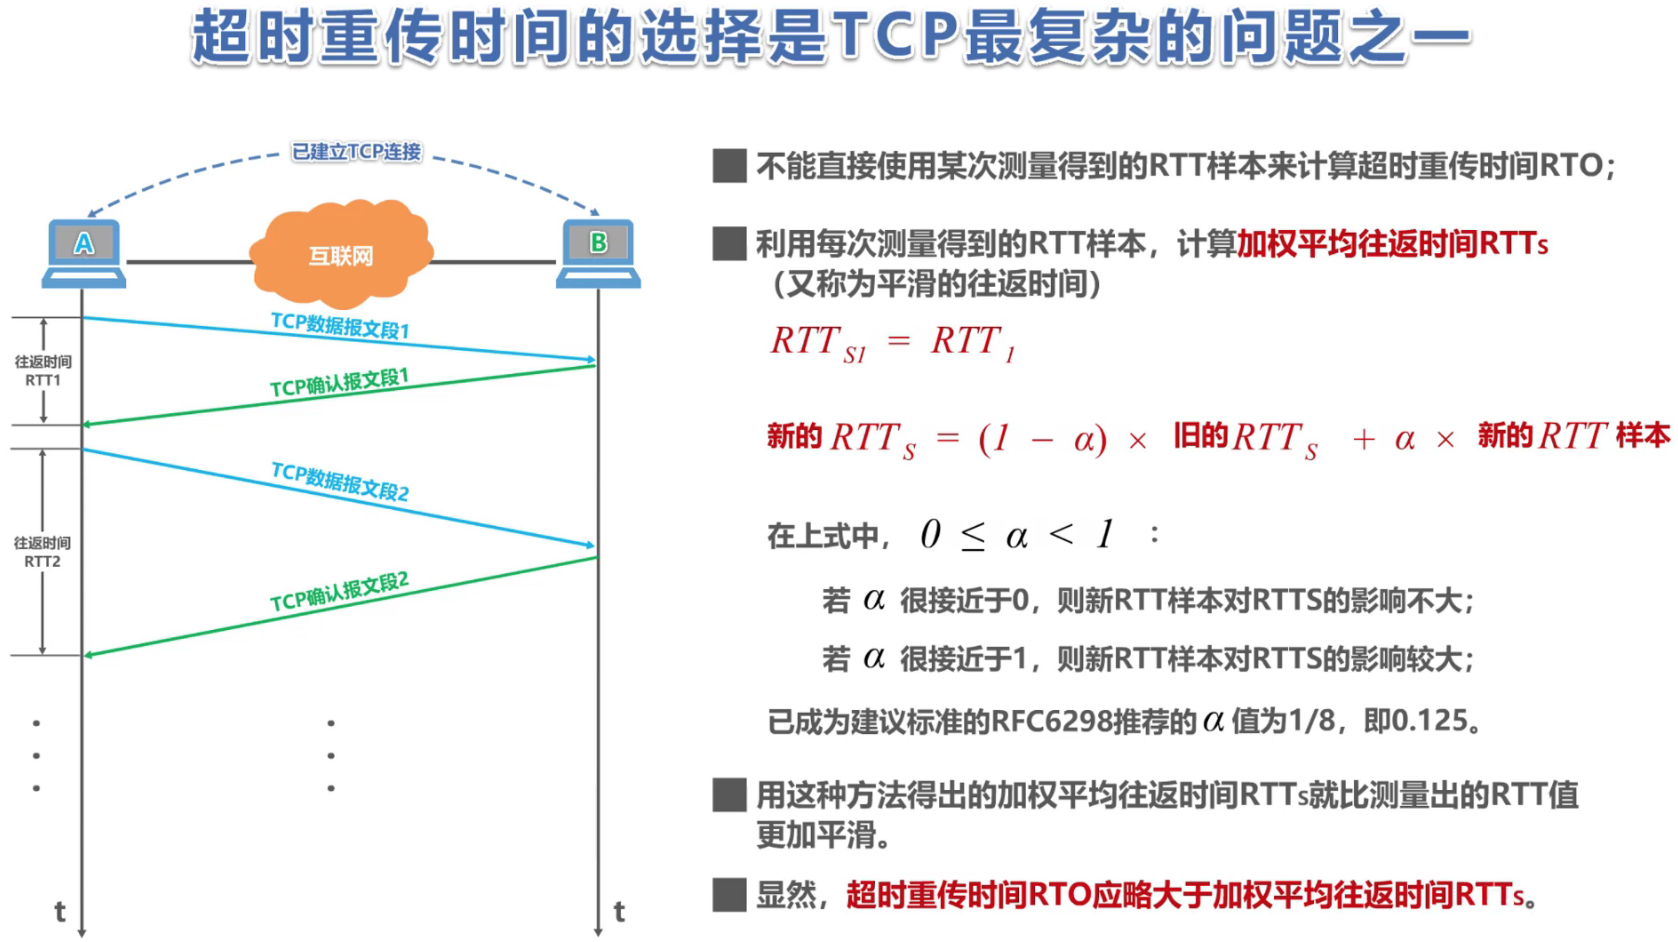 超时重传时间的选择是TCP最复杂的问题之一
已建立TCP连接
A
互联网
B
TCP数据报文段1
往返时间
RTT1
TCP确认报文段1
TCP数据报文段2
往返时间
RTT2
TCP确认报文段2
t
t
不能直接使用某次测量得到的RTT样本来计算超时重传时间RTO；
利用每次测量得到的RTT样本，计算加权平均往返时间RTTs
（又称为平滑的往返时间）
RTT S1 = RTT 1
新的 RTT S = (1 − α) × 旧的 RTT S + α × 新的 RTT 样本
在上式中， 0 ≤ α < 1 ：
若 α 很接近于0，则新RTT样本对RTTS的影响不大；
若 α 很接近于1，则新RTT样本对RTTS的影响较大；
已成为建议标准的RFC6298推荐的 α 值为1/8，即0.125。
用这种方法得出的加权平均往返时间RTTs就比测量出的RTT值
更加平滑。
显然，超时重传时间RTO应略大于加权平均往返时间RTTs。